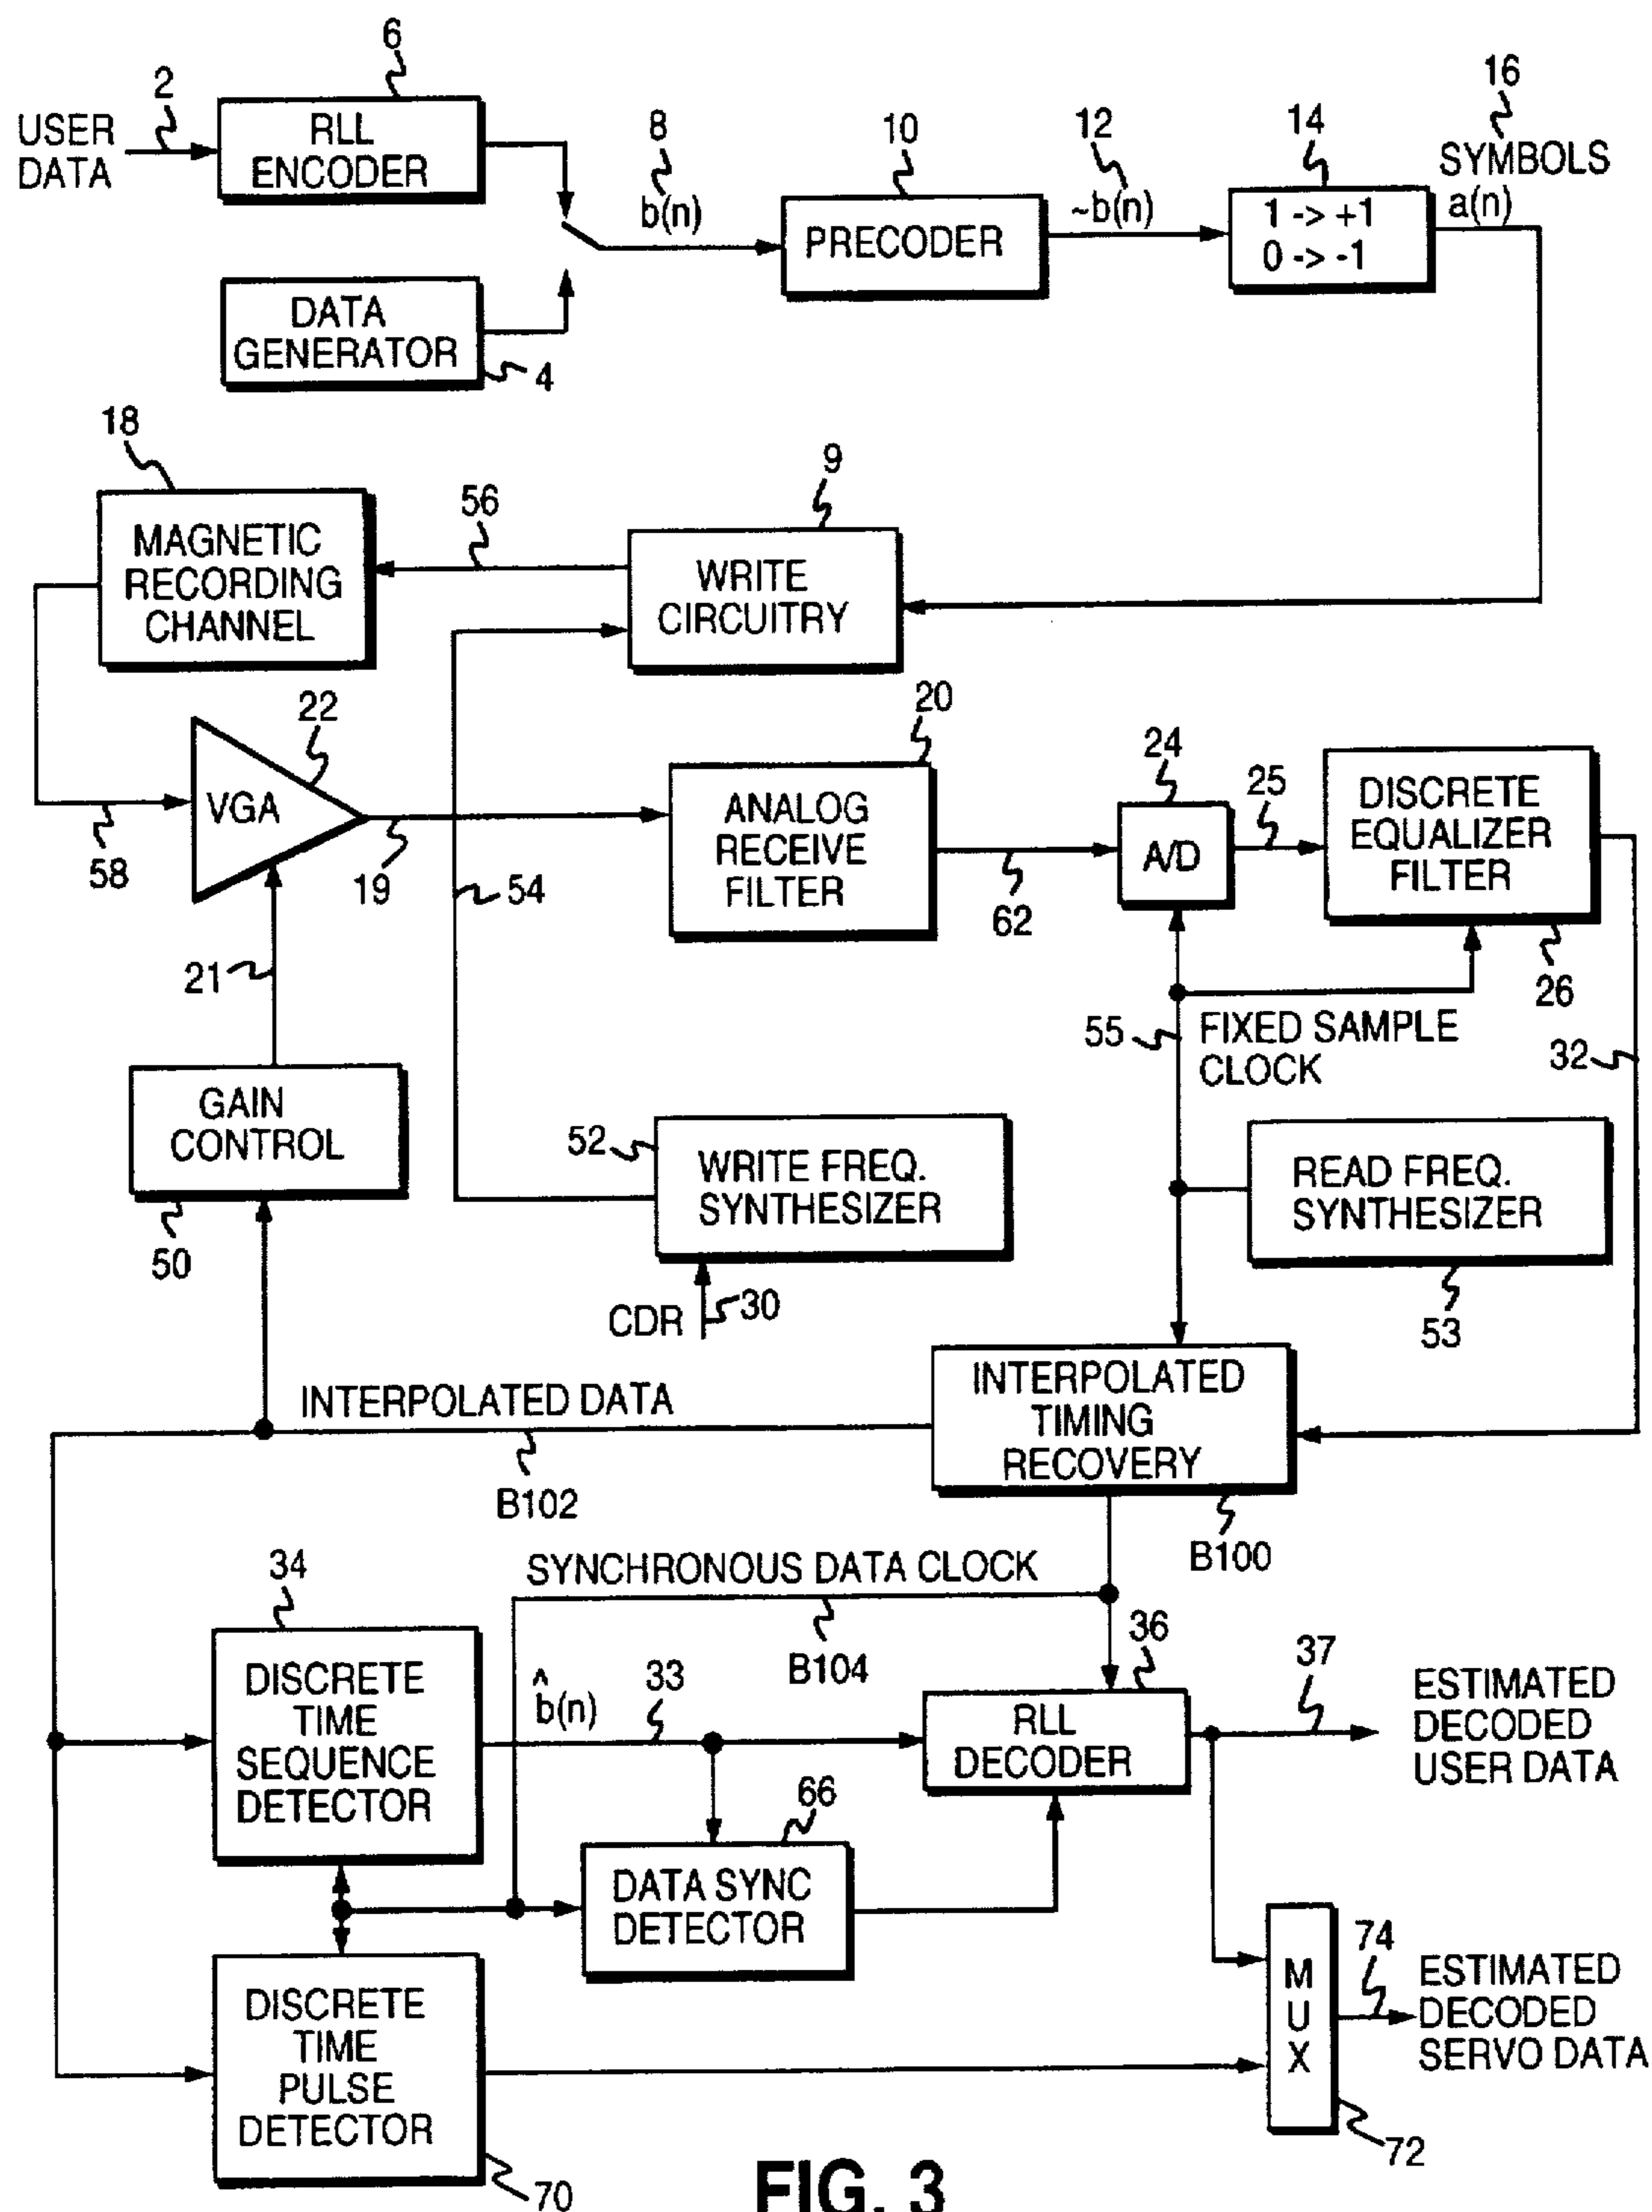 6
2
USER
DATA
RLL
ENCODER
8
b(n)
10
PRECODER
12
~b(n)
14
1 -> +1
0 -> -1
16
SYMBOLS
a(n)
DATA
GENERATOR
4
18
MAGNETIC
RECORDING
CHANNEL
56
9
WRITE
CIRCUITRY
22
VGA
58
19
54
20
ANALOG
RECEIVE
FILTER
62
24
A/D
25
DISCRETE
EQUALIZER
FILTER
26
21
55
FIXED SAMPLE
CLOCK
32
GAIN
CONTROL
50
52
WRITE FREQ.
SYNTHESIZER
CDR
30
READ FREQ.
SYNTHESIZER
53
INTERPOLATED DATA
B102
INTERPOLATED
TIMING
RECOVERY
B100
SYNCHRONOUS DATA CLOCK
B104
34
DISCRETE
TIME
SEQUENCE
DETECTOR
b̂(n)
33
36
RLL
DECODER
37
ESTIMATED
DECODED
USER DATA
66
DATA SYNC
DETECTOR
DISCRETE
TIME
PULSE
DETECTOR
70
M
U
X
72
74
ESTIMATED
DECODED
SERVO DATA
FIG. 3